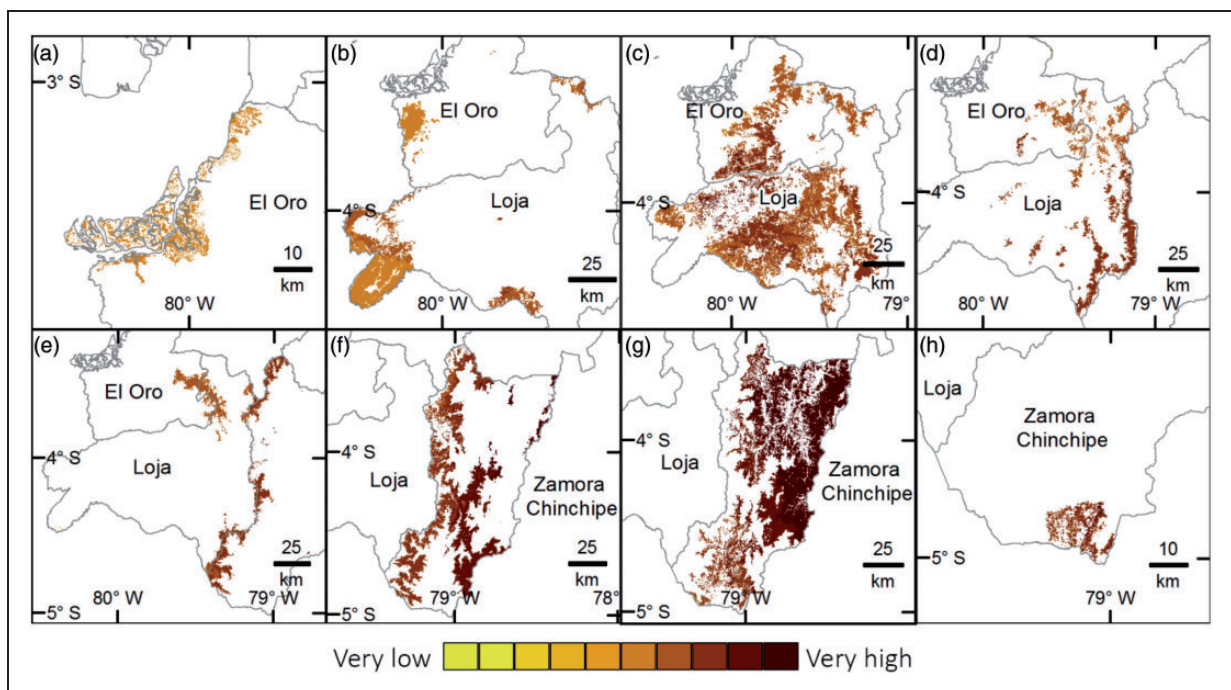 (a)
3° S
El Oro
10
km
80° W
(b)
El Oro
4° S
Loja
25
km
80° W
(c)
El Oro
4° S
Loja
25
km
80° W
79°
(d)
El Oro
4° S
Loja
25
km
80° W
79° W
(e)
El Oro
4° S
Loja
25
km
80° W
79° W
5° S
(f)
4° S
Loja
Zamora
Chinchipe
25
km
79° W
78°
5° S
(g)
4° S
Loja
Zamora
Chinchipe
25
km
79° W
5° S
(h)
Loja
Zamora
Chinchipe
10
km
5° S
79° W
Very low
Very high